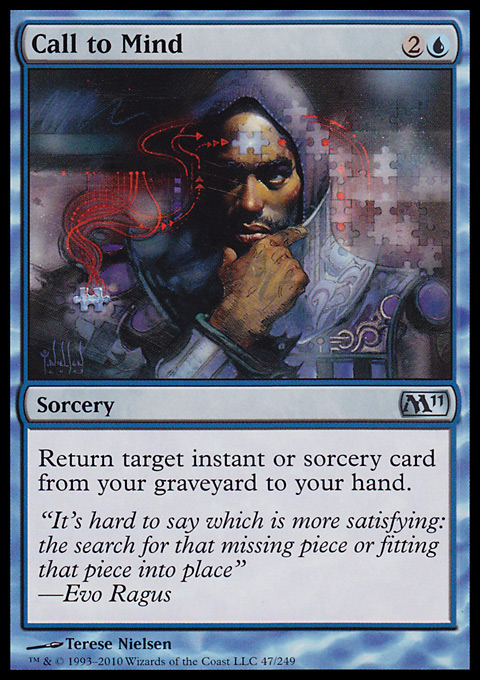 Call to Mind 2
Sorcery M11
Return target instant or sorcery card
from your graveyard to your hand.
“It’s hard to say which is more satisfying:
the search for that missing piece or fitting
that piece into place”
—Evo Ragus
Terese Nielsen
™ & © 1993–2010 Wizards of the Coast LLC 47/249